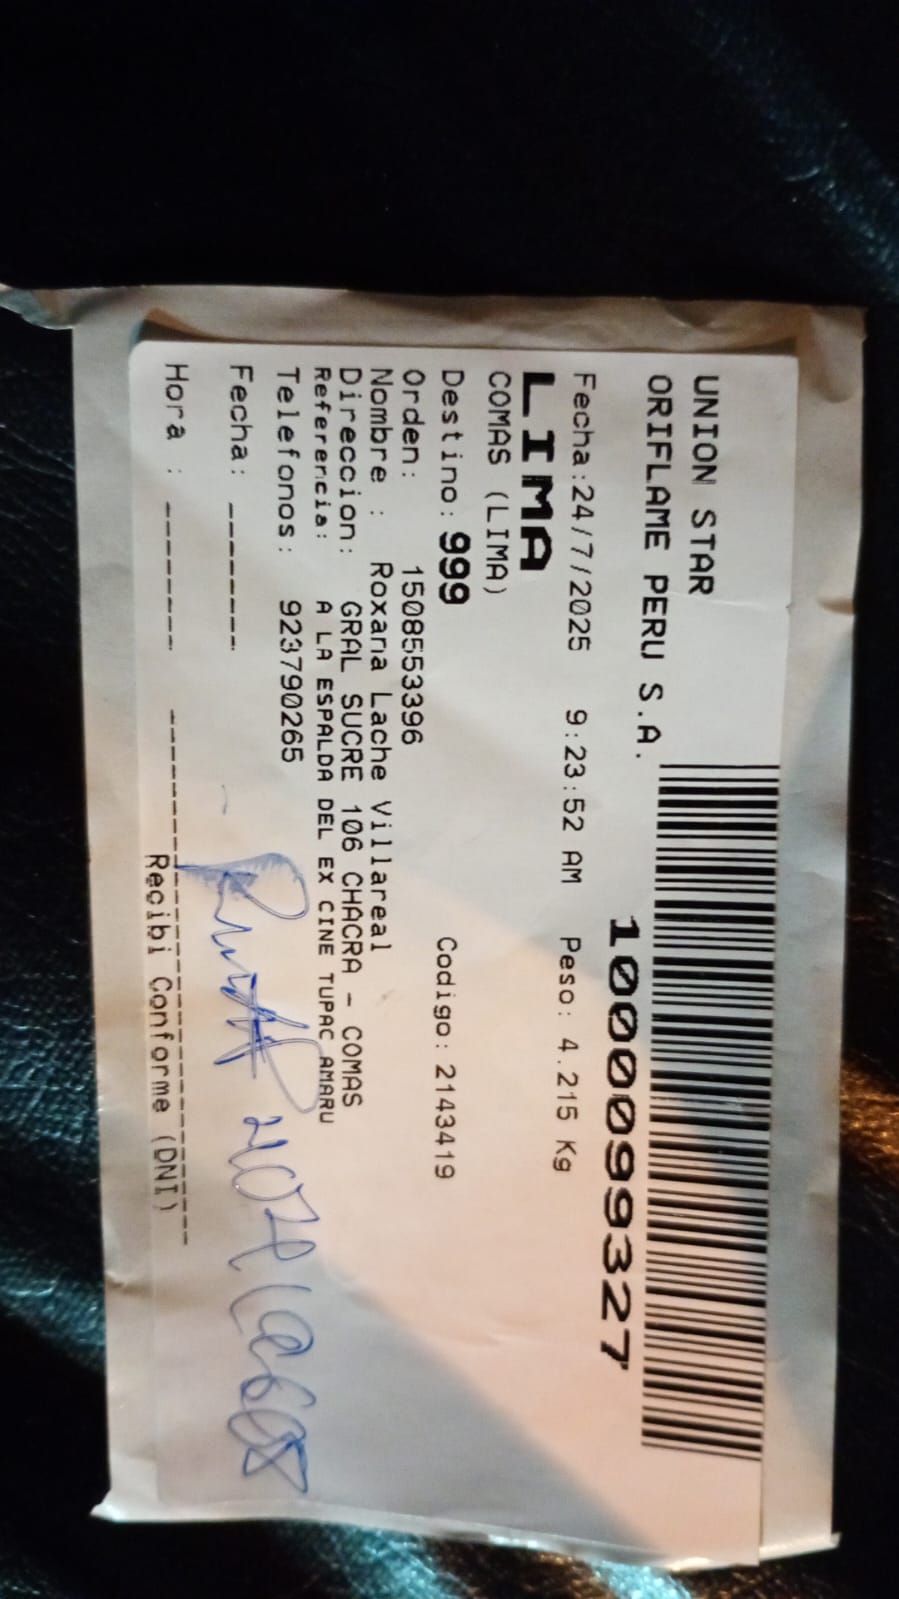 UNION STAR
ORIFLAME PERU S.A.
1000099327
Fecha:24/7/2025 9:23:52 AM Peso: 4.215 Kg
LIMA
COMAS (LIMA)
Destino: 999 Codigo: 2143419
Orden: 1508553396
Nombre : Roxana Lache Villareal
Direccion: GRAL SUCRE 106 CHACRA - COMAS
Referencia: A LA ESPALDA DEL EX CINE TUPAC AMARU
Telefonos: 923790265
Fecha: -------
Hora : ------- --------------------------
Recibi Conforme (DNI)